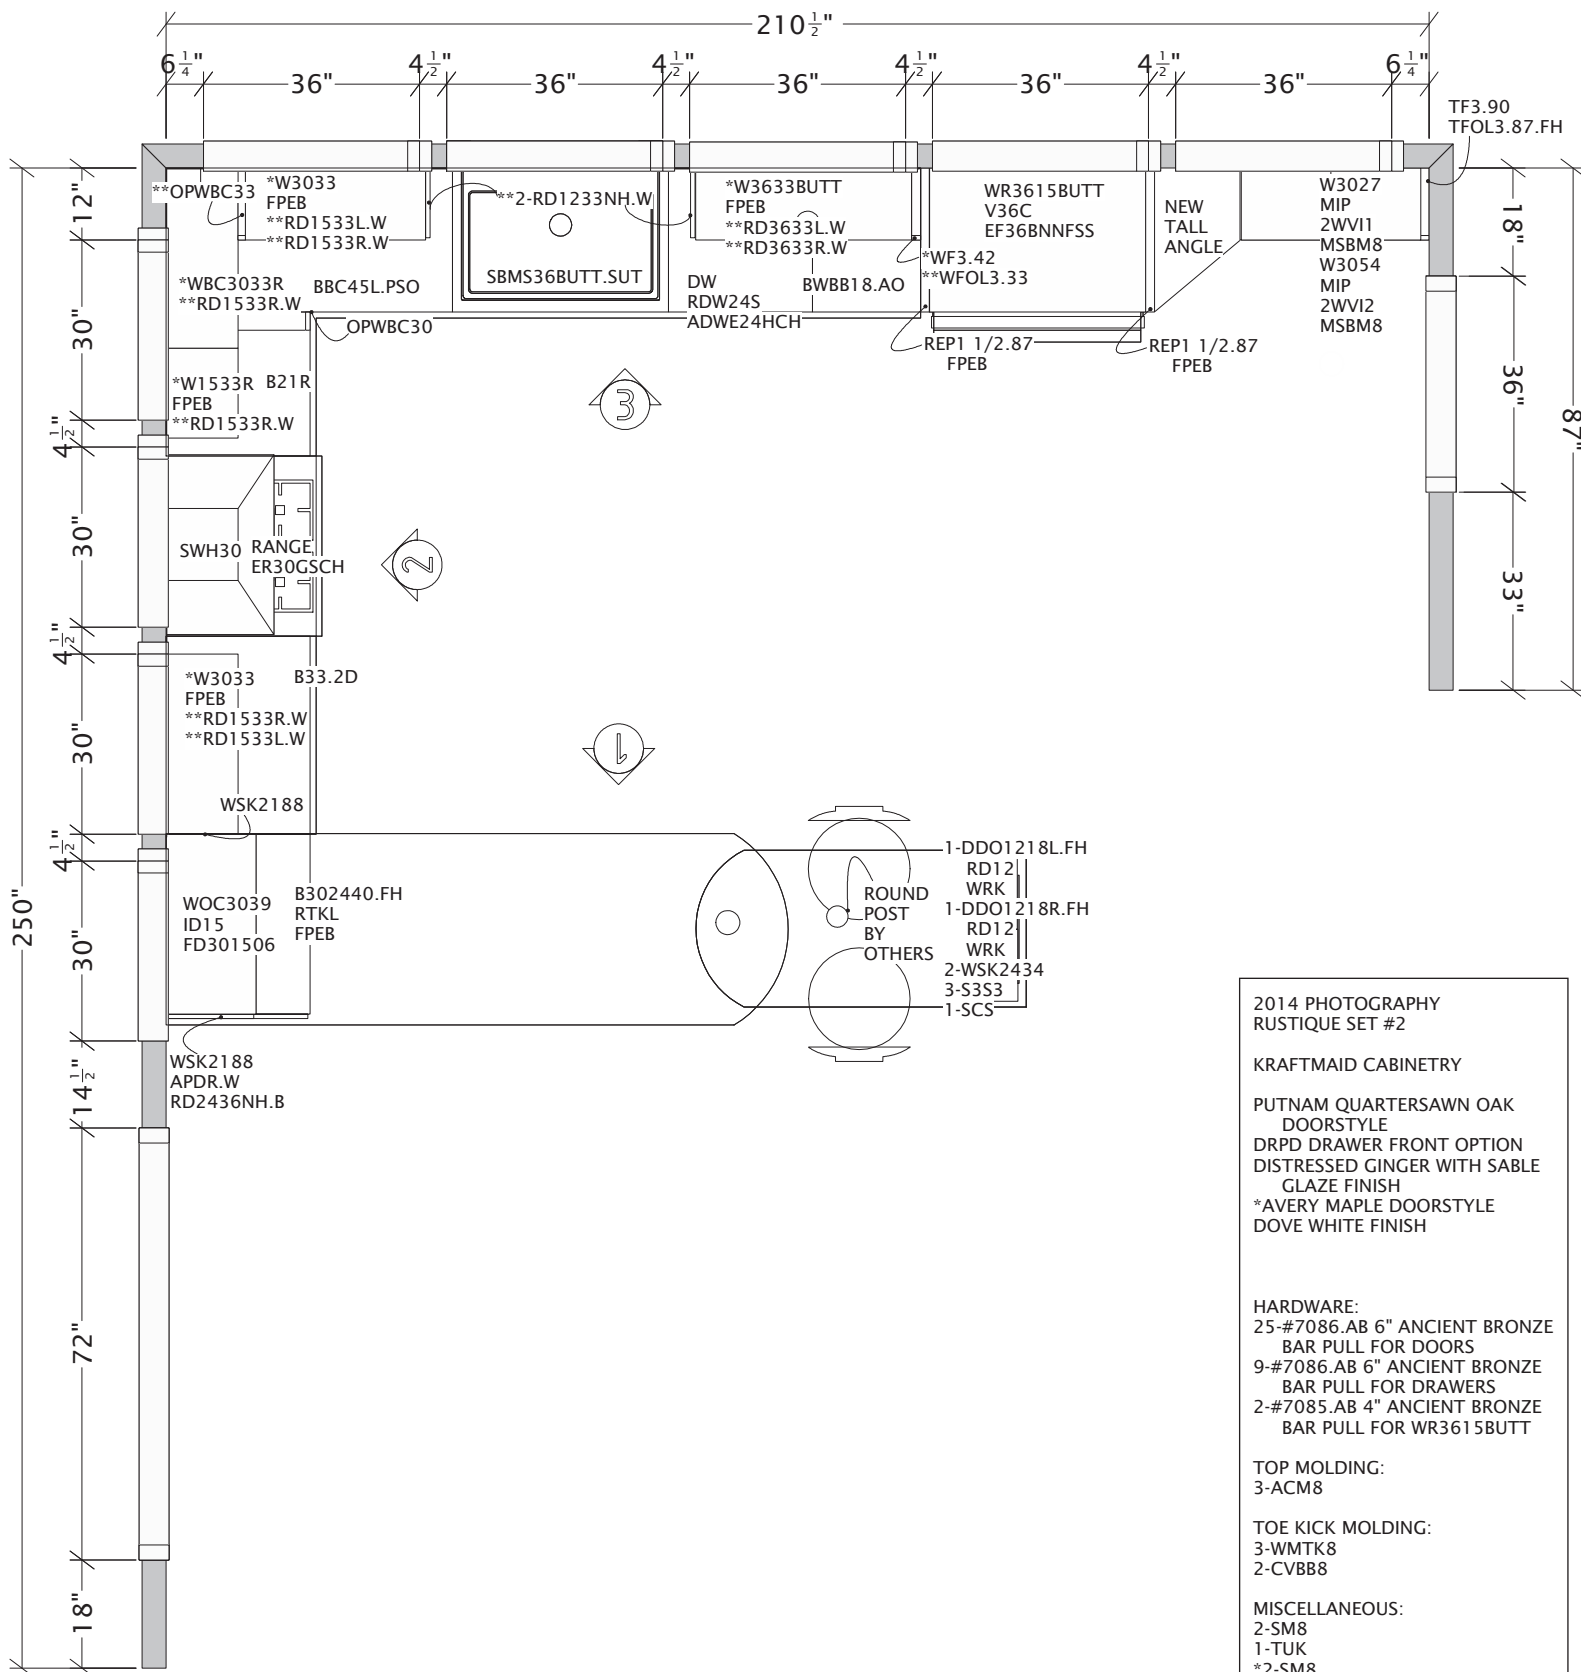 210 1/2"
6 1/4"
36"
4 1/2"
36"
4 1/2"
36"
4 1/2"
36"
4 1/2"
36"
6 1/4"
TF3.90
TFOL3.87.FH
12"
30"
4 1/2"
30"
4 1/2"
30"
4 1/2"
30"
14 1/2"
72"
18"
250"
**OPWBC33
*W3033
FPEB
**RD1533L.W
**RD1533R.W
**2-RD1233NH.W
*W3633BUTT
FPEB
**RD3633L.W
**RD3633R.W
WR3615BUTT
V36C
EF36BNNFSS
NEW
TALL
ANGLE
W3027
MIP
2WVI1
MSBM8
W3054
MIP
2WVI2
MSBM8
18"
36"
33"
87"
*WBC3033R
**RD1533R.W
BBC45L.PSO
SBMS36BUTT.SUT
DW
RDW24S
ADWE24HCH
BWBB18.AO
*WF3.42
**WFOL3.33
OPWBC30
REP1 1/2.87
FPEB
REP1 1/2.87
FPEB
*W1533R
FPEB
**RD1533R.W
B21R
3
SWH30
RANGE
ER30GSCH
2
*W3033
FPEB
**RD1533R.W
**RD1533L.W
B33.2D
1
WSK2188
WOC3039
ID15
FD301506
B302440.FH
RTKL
FPEB
ROUND
POST
BY
OTHERS
1-DDO1218L.FH
RD12
WRK
1-DDO1218R.FH
RD12
WRK
2-WSK2434
3-S3S3
1-SCS
WSK2188
APDR.W
RD2436NH.B
2014 PHOTOGRAPHY
RUSTIQUE SET #2
KRAFTMAID CABINETRY
PUTNAM QUARTERSAWN OAK
DOORSTYLE
DRPD DRAWER FRONT OPTION
DISTRESSED GINGER WITH SABLE
GLAZE FINISH
*AVERY MAPLE DOORSTYLE
DOVE WHITE FINISH
HARDWARE:
25-#7086.AB 6" ANCIENT BRONZE
BAR PULL FOR DOORS
9-#7086.AB 6" ANCIENT BRONZE
BAR PULL FOR DRAWERS
2-#7085.AB 4" ANCIENT BRONZE
BAR PULL FOR WR3615BUTT
TOP MOLDING:
3-ACM8
TOE KICK MOLDING:
3-WMTK8
2-CVBB8
MISCELLANEOUS:
2-SM8
1-TUK
*2-SM8